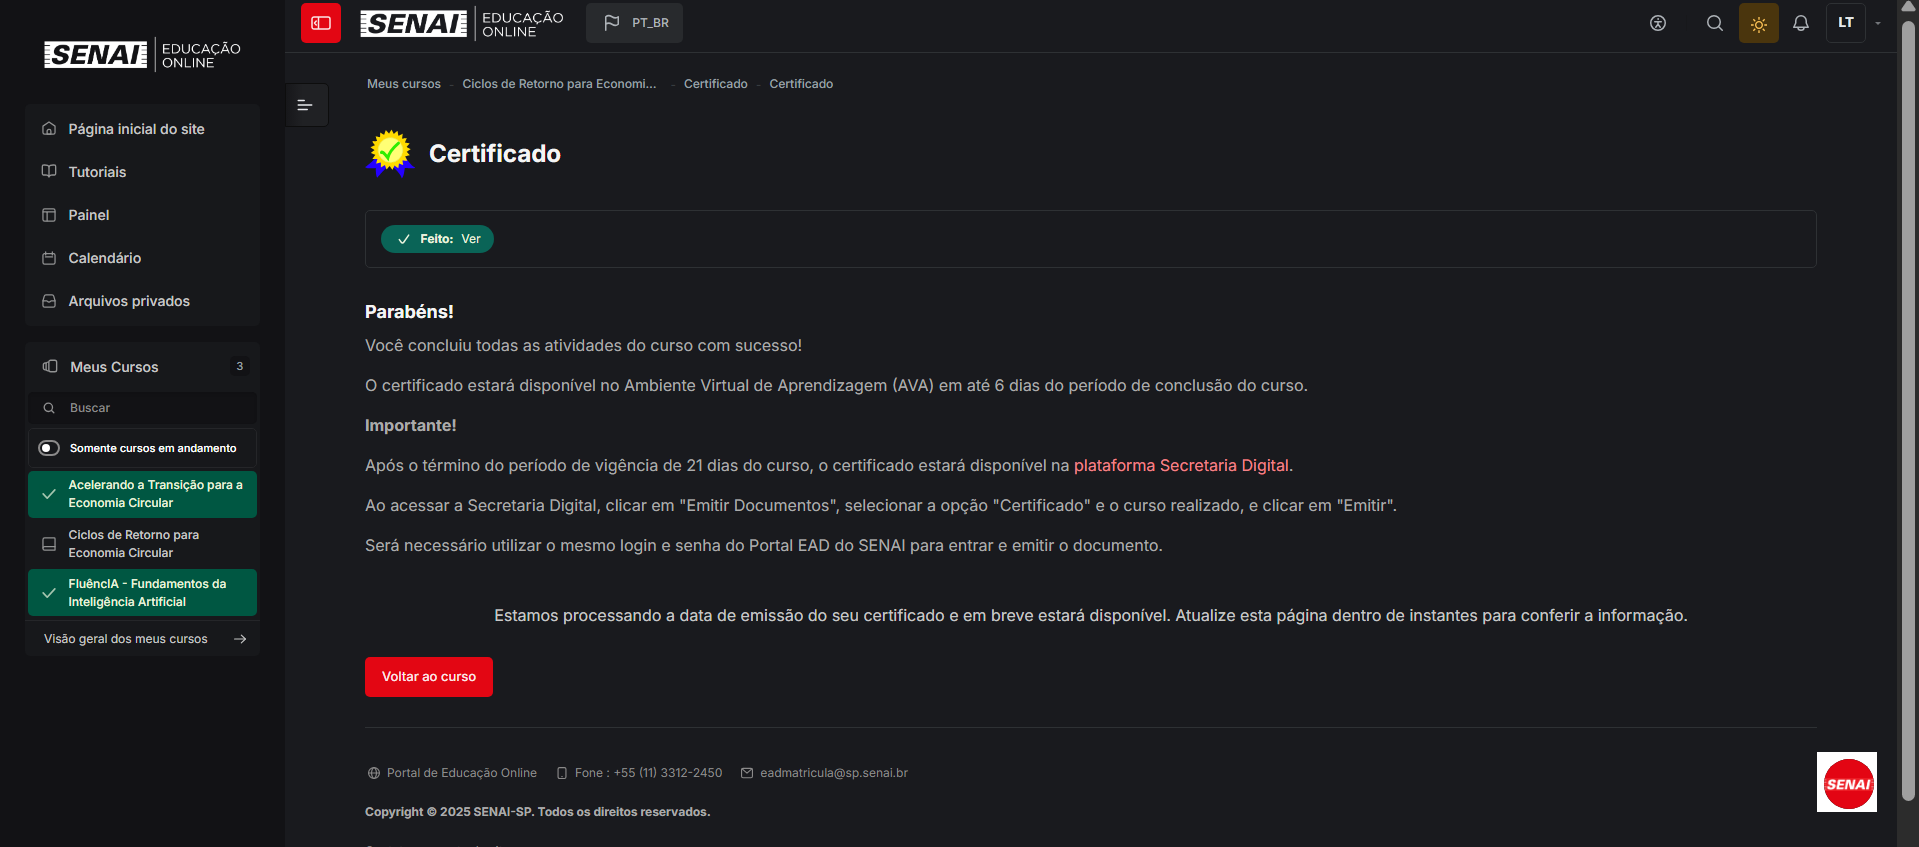 SENAI EDUCAÇÃO
ONLINE
Página inicial do site
Tutoriais
Painel
Calendário
Arquivos privados
Meus Cursos 3
Buscar
Somente cursos em andamento
Acelerando a Transição para a
Economia Circular
Ciclos de Retorno para
Economia Circular
FluêncIA - Fundamentos da
Inteligência Artificial
Visão geral dos meus cursos
SENAI EDUCAÇÃO
ONLINE
PT_BR
LT
Meus cursos - Ciclos de Retorno para Economi... - Certificado - Certificado
Certificado
Feito: Ver
Parabéns!
Você concluiu todas as atividades do curso com sucesso!
O certificado estará disponível no Ambiente Virtual de Aprendizagem (AVA) em até 6 dias do período de conclusão do curso.
Importante!
Após o término do período de vigência de 21 dias do curso, o certificado estará disponível na plataforma Secretaria Digital.
Ao acessar a Secretaria Digital, clicar em "Emitir Documentos", selecionar a opção "Certificado" e o curso realizado, e clicar em "Emitir".
Será necessário utilizar o mesmo login e senha do Portal EAD do SENAI para entrar e emitir o documento.
Estamos processando a data de emissão do seu certificado e em breve estará disponível. Atualize esta página dentro de instantes para conferir a informação.
Voltar ao curso
Portal de Educação Online Fone : +55 (11) 3312-2450 eadmatricula@sp.senai.br
SENAI
Copyright © 2025 SENAI-SP. Todos os direitos reservados.